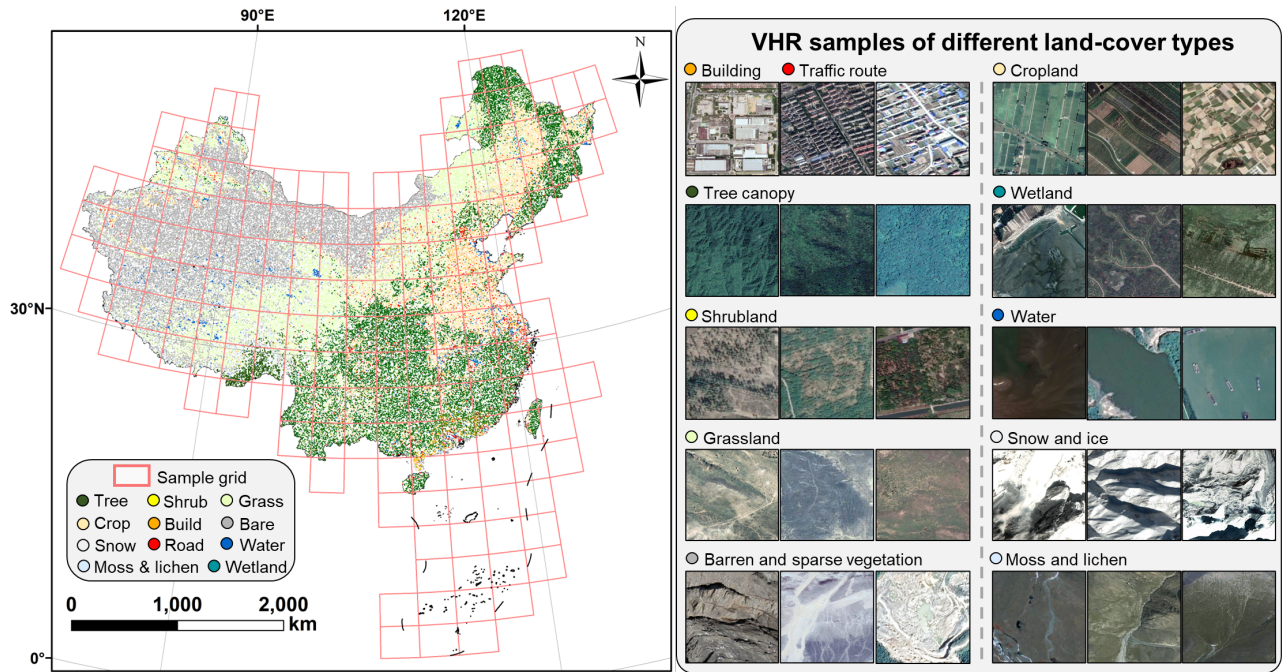 90°E
120°E
N
30°N
0°
Sample grid
Tree
Shrub
Grass
Crop
Build
Bare
Snow
Road
Water
Moss & lichen
Wetland
0
1,000
2,000
km
VHR samples of different land-cover types
Building
Traffic route
Cropland
Tree canopy
Wetland
Shrubland
Water
Grassland
Snow and ice
Barren and sparse vegetation
Moss and lichen